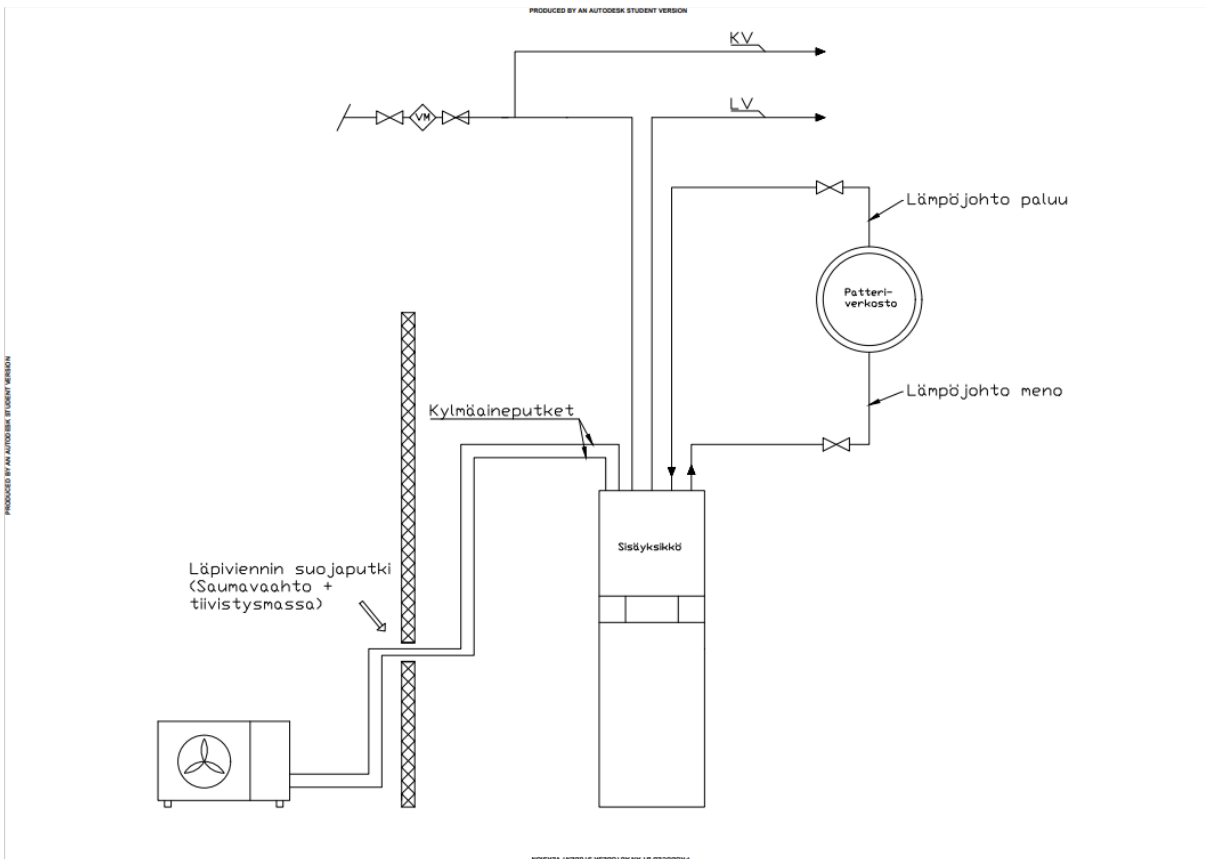 PRODUCED BY AN AUTODESK STUDENT VERSION
KV
LV
VM
Lämpöjohto paluu
Patteri-
verkosto
Lämpöjohto meno
Kylmäaineputket
Sisäyksikkö
Läpiviennin suojaputki
(Saumavaahto +
tiivistysmassa)
PRODUCED BY AN AUTODESK STUDENT VERSION